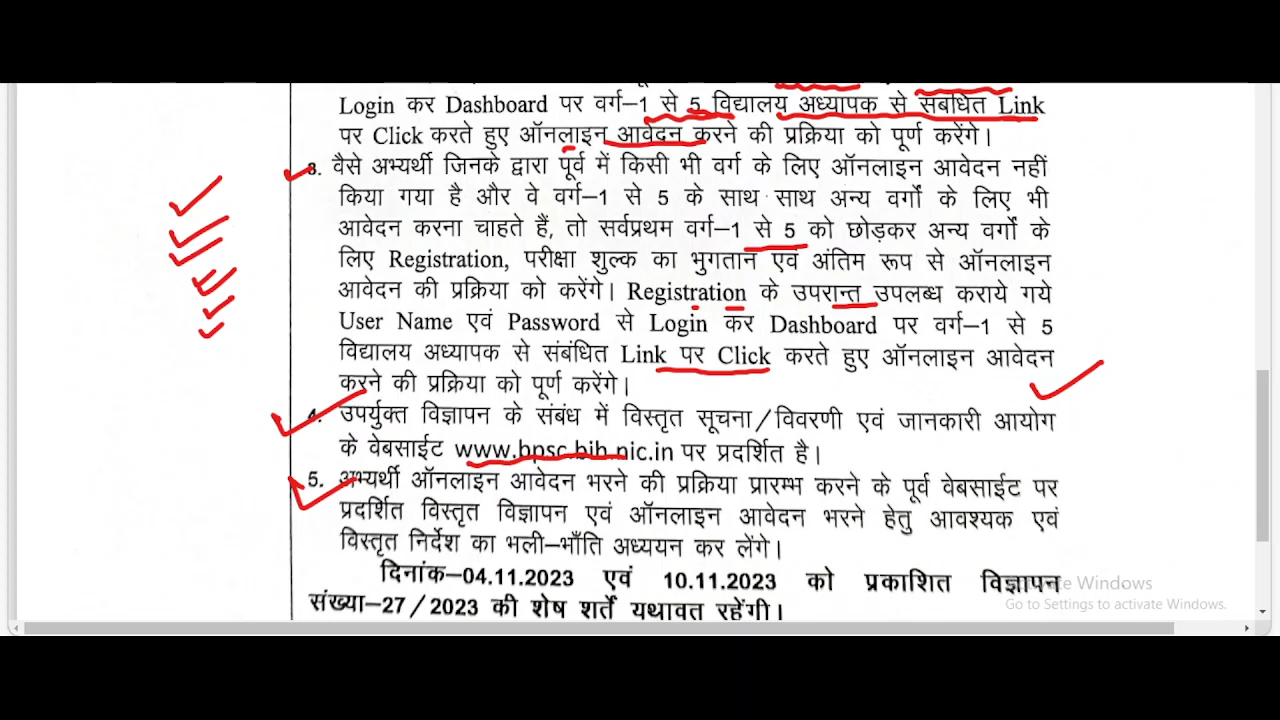 Login कर Dashboard पर वर्ग–1 से 5 विद्यालय अध्यापक से संबंधित Link
पर Click करते हुए ऑनलाइन आवेदन करने की प्रक्रिया को पूर्ण करेंगे।
3. वैसे अभ्यर्थी जिनके द्वारा पूर्व में किसी भी वर्ग के लिए ऑनलाइन आवेदन नहीं
किया गया है और वे वर्ग–1 से 5 के साथ साथ अन्य वर्गों के लिए भी
आवेदन करना चाहते हैं, तो सर्वप्रथम वर्ग–1 से 5 को छोड़कर अन्य वर्गों के
लिए Registration, परीक्षा शुल्क का भुगतान एवं अंतिम रूप से ऑनलाइन
आवेदन की प्रक्रिया को करेंगे। Registration के उपरान्त उपलब्ध कराये गये
User Name एवं Password से Login कर Dashboard पर वर्ग–1 से 5
विद्यालय अध्यापक से संबंधित Link पर Click करते हुए ऑनलाइन आवेदन
करने की प्रक्रिया को पूर्ण करेंगे।
4. उपर्युक्त विज्ञापन के संबंध में विस्तृत सूचना/विवरणी एवं जानकारी आयोग
के वेबसाईट www.bpsc.bih.nic.in पर प्रदर्शित है।
5. अभ्यर्थी ऑनलाइन आवेदन भरने की प्रक्रिया प्रारम्भ करने के पूर्व वेबसाईट पर
प्रदर्शित विस्तृत विज्ञापन एवं ऑनलाइन आवेदन भरने हेतु आवश्यक एवं
विस्तृत निर्देश का भली–भाँति अध्ययन कर लेंगे।
दिनांक–04.11.2023 एवं 10.11.2023 को प्रकाशित विज्ञापन
संख्या–27/2023 की शेष शर्तें यथावत रहेंगी।
Windows
Go to Settings to activate Windows.